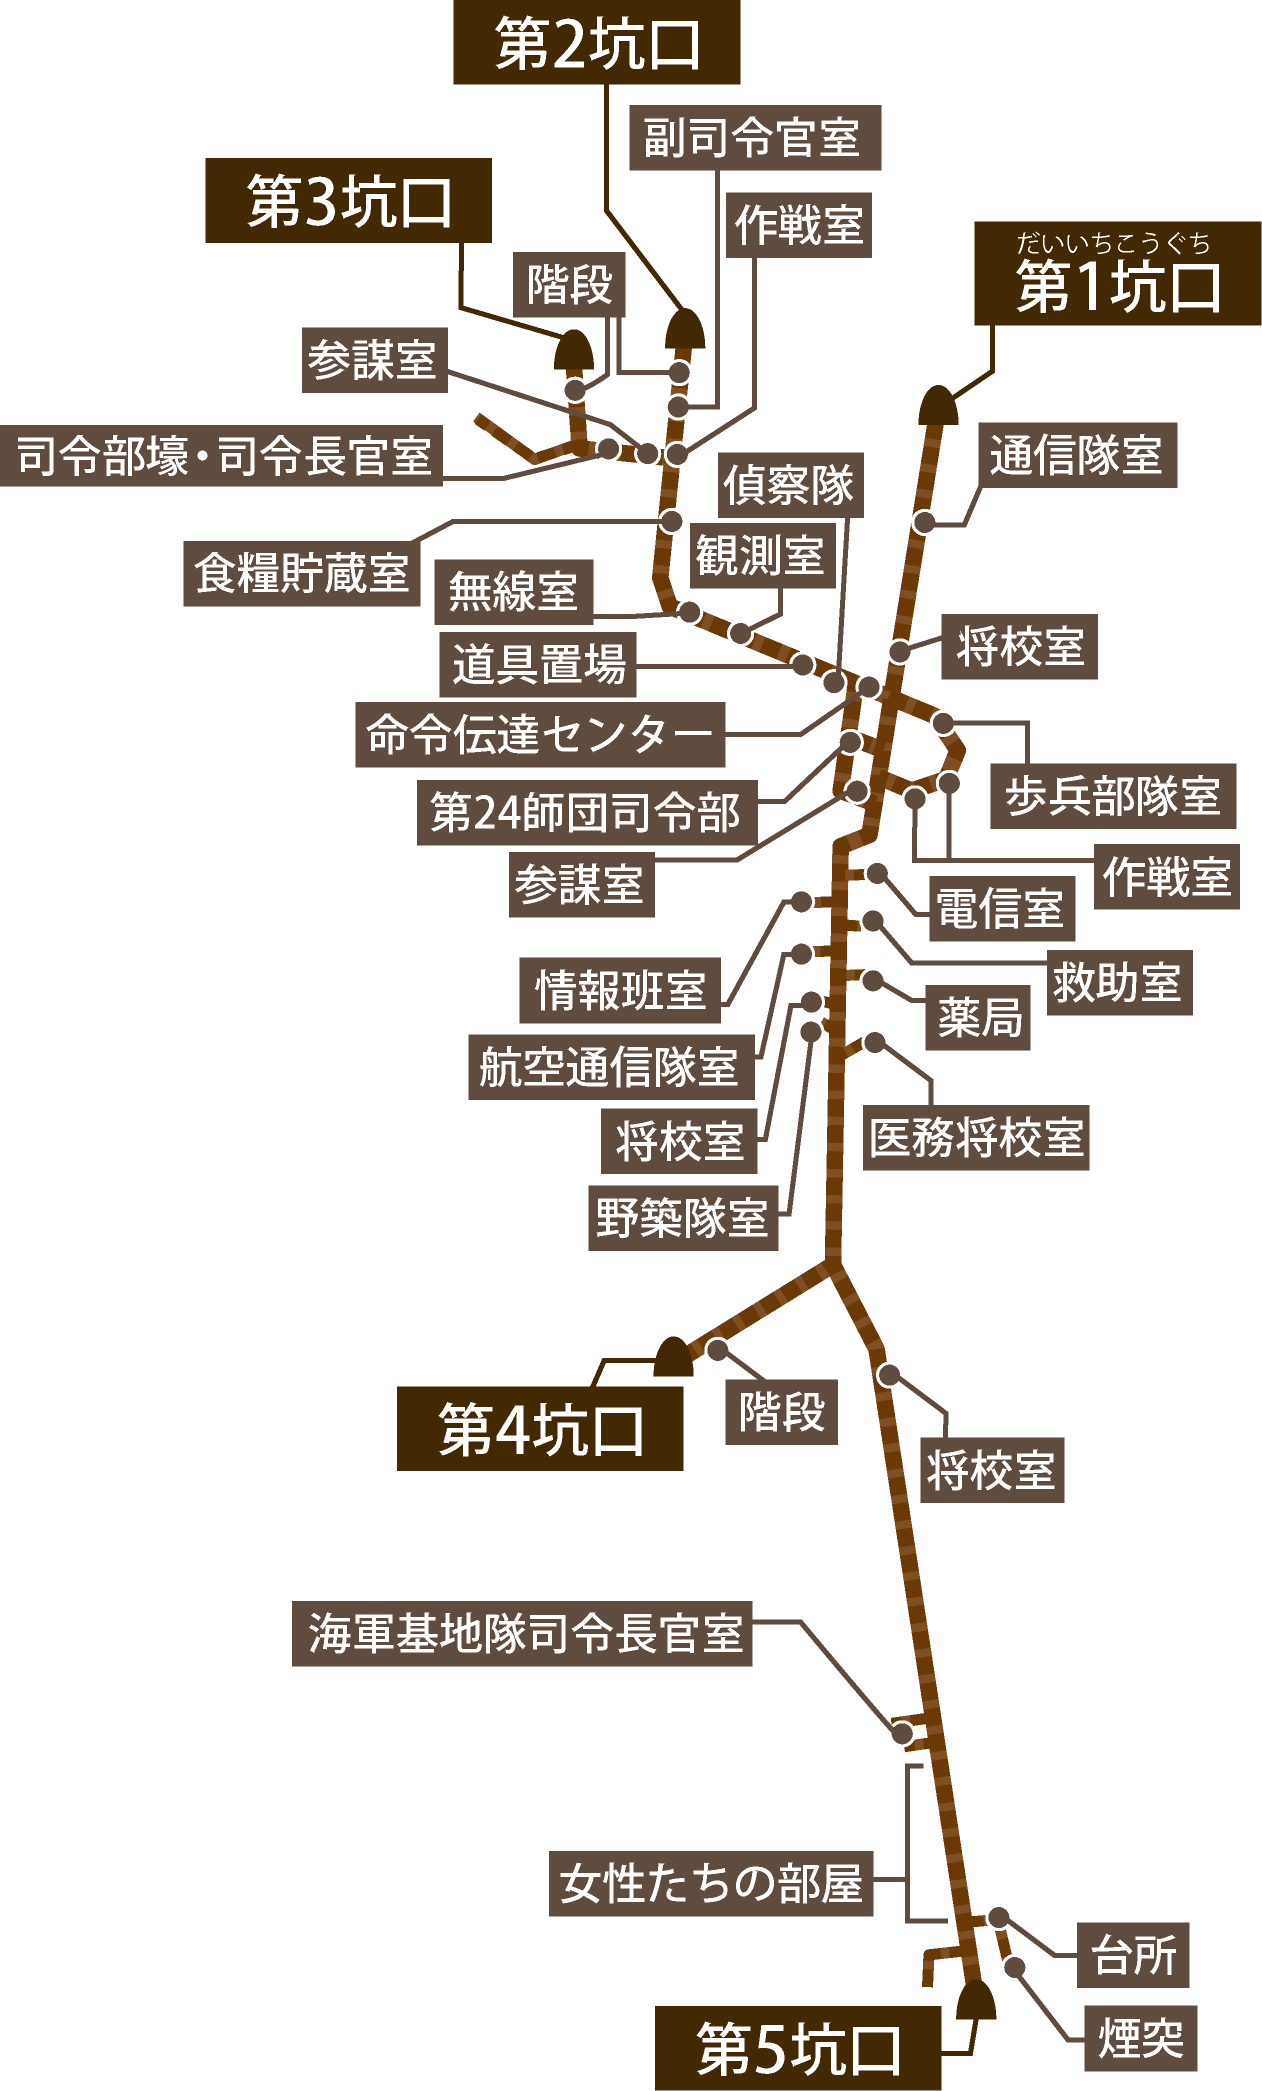 第2坑口
副司令官室
第3坑口
作戦室
だいいちこうぐち
第1坑口
階段
参謀室
司令部壕・司令長官室
通信隊室
偵察隊
観測室
食糧貯蔵室
無線室
道具置場
将校室
命令伝達センター
歩兵部隊室
第24師団司令部
参謀室
作戦室
電信室
情報班室
救助室
薬局
航空通信隊室
将校室
医務将校室
野築隊室
第4坑口
階段
将校室
海軍基地隊司令長官室
女性たちの部屋
台所
第5坑口
煙突